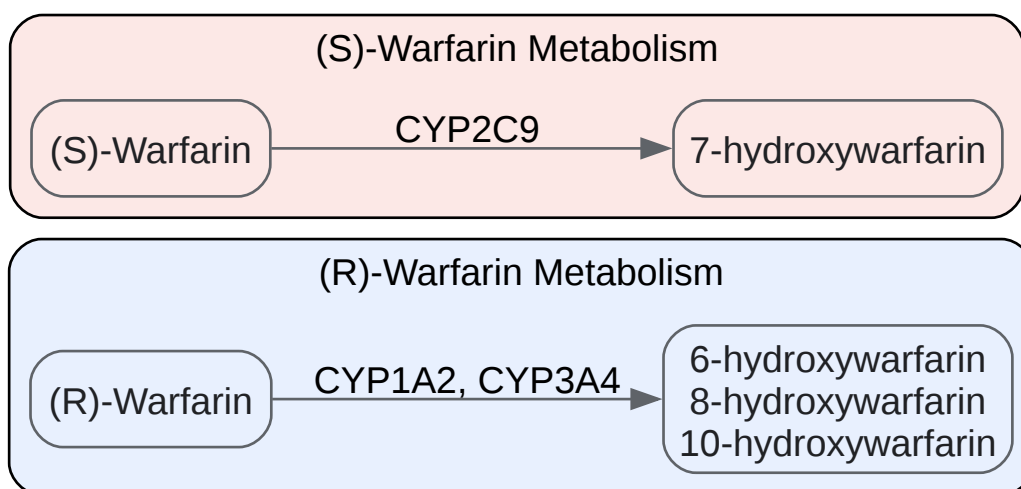 (S)-Warfarin Metabolism
(S)-Warfarin
CYP2C9
7-hydroxywarfarin
(R)-Warfarin Metabolism
(R)-Warfarin
CYP1A2, CYP3A4
6-hydroxywarfarin
8-hydroxywarfarin
10-hydroxywarfarin